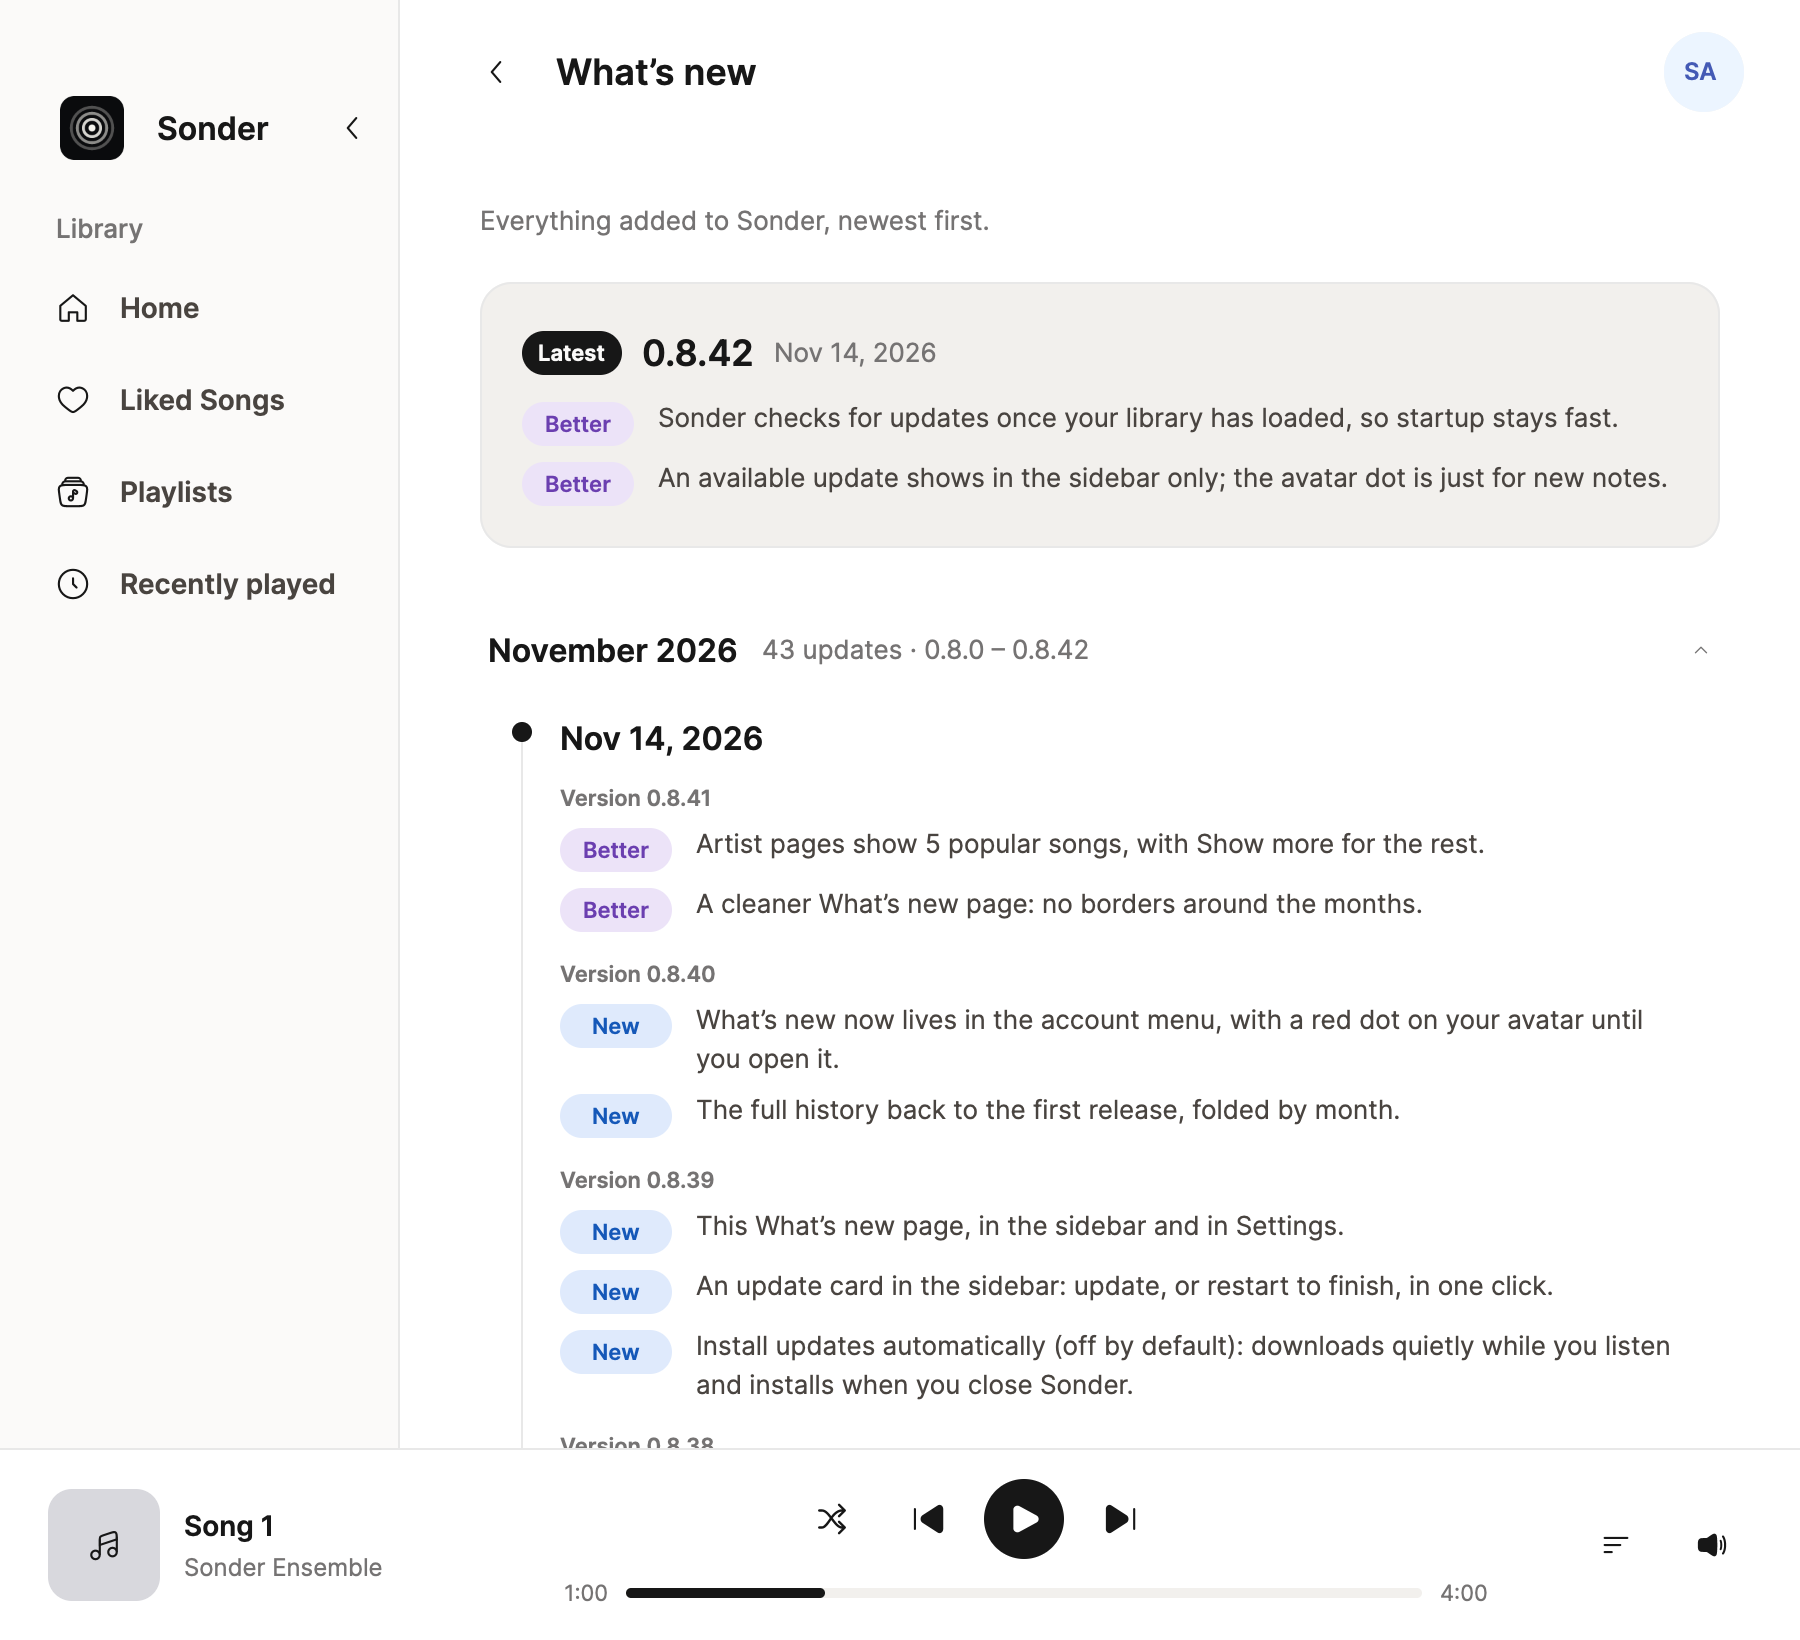 What’s new
SA
Sonder
Library
Home
Liked Songs
Playlists
Recently played
Everything added to Sonder, newest first.
Latest 0.8.42 Nov 14, 2026
Better Sonder checks for updates once your library has loaded, so startup stays fast.
Better An available update shows in the sidebar only; the avatar dot is just for new notes.
November 2026 43 updates · 0.8.0 – 0.8.42
Nov 14, 2026
Version 0.8.41
Better Artist pages show 5 popular songs, with Show more for the rest.
Better A cleaner What’s new page: no borders around the months.
Version 0.8.40
New What’s new now lives in the account menu, with a red dot on your avatar until
you open it.
New The full history back to the first release, folded by month.
Version 0.8.39
New This What’s new page, in the sidebar and in Settings.
New An update card in the sidebar: update, or restart to finish, in one click.
New Install updates automatically (off by default): downloads quietly while you listen
and installs when you close Sonder.
Version 0.8.38
Song 1
Sonder Ensemble
1:00
4:00